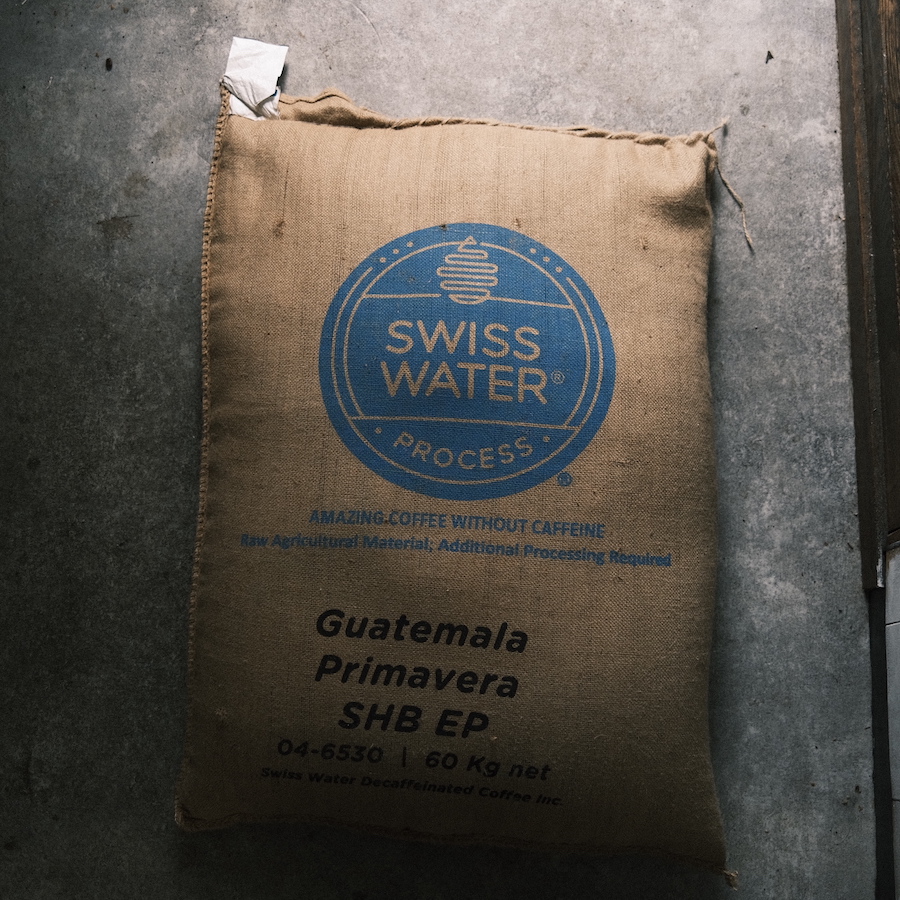 SWISS
WATER®
• PROCESS •
®
AMAZING COFFEE WITHOUT CAFFEINE
Raw Agricultural Material; Additional Processing Required
Guatemala
Primavera
SHB EP
04-6530 | 60 Kg net
Swiss Water Decaffeinated Coffee Inc.